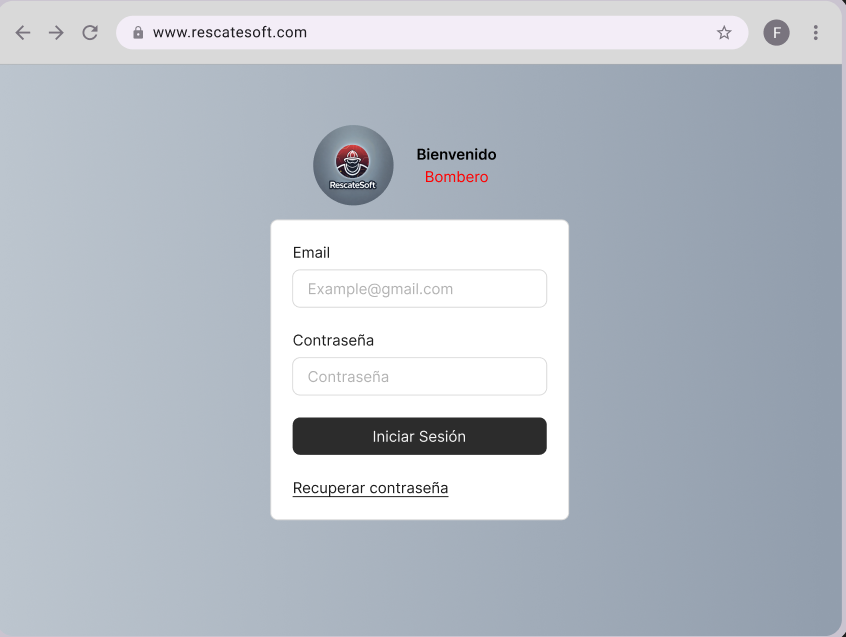 www.rescatesoft.com
F
RescateSoft
Bienvenido
Bombero
Email
Example@gmail.com
Contraseña
Contraseña
Iniciar Sesión
Recuperar contraseña